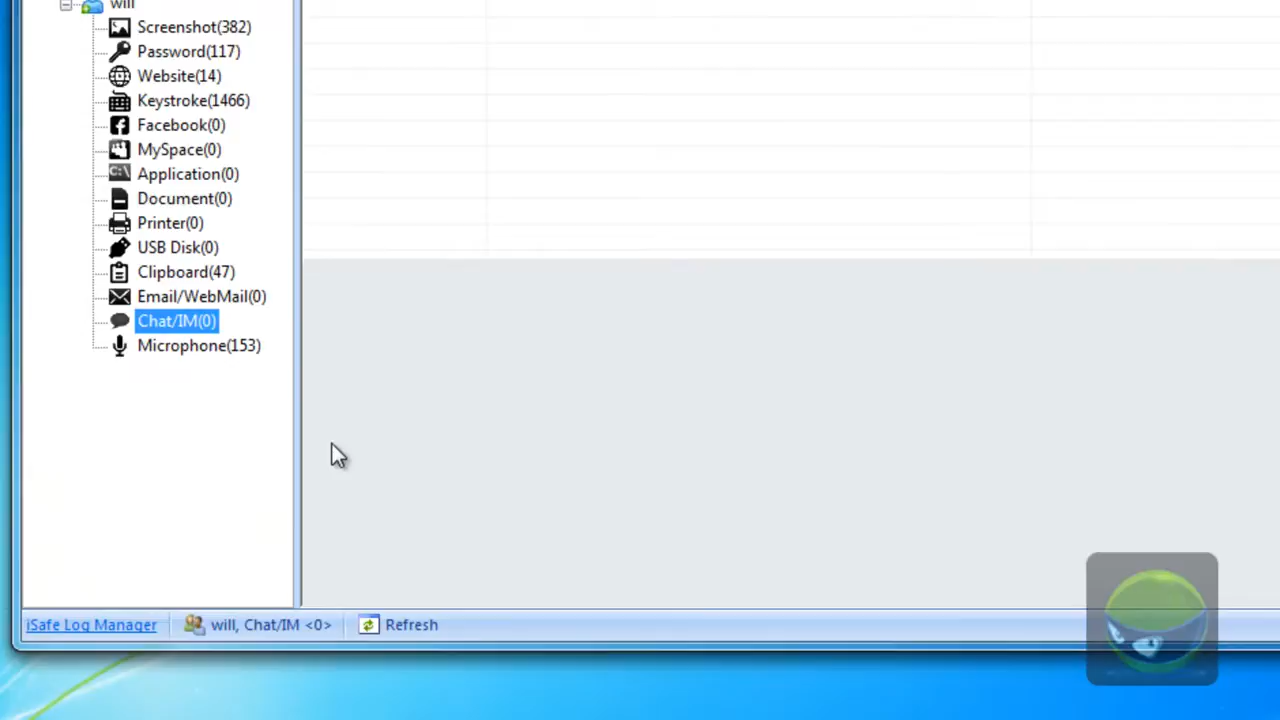 will
Screenshot(382)
Password(117)
Website(14)
Keystroke(1466)
Facebook(0)
MySpace(0)
C:\
Application(0)
Document(0)
Printer(0)
USB Disk(0)
Clipboard(47)
Email/WebMail(0)
Chat/IM(0)
Microphone(153)
iSafe Log Manager
will, Chat/IM <0>
Refresh